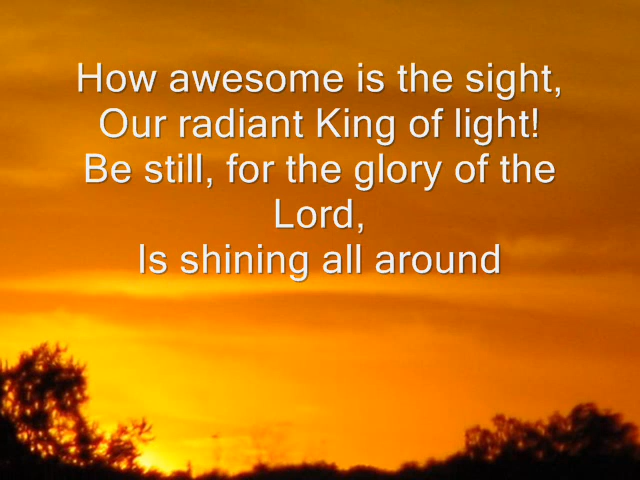 How awesome is the sight,
Our radiant King of light!
Be still, for the glory of the
Lord,
Is shining all around